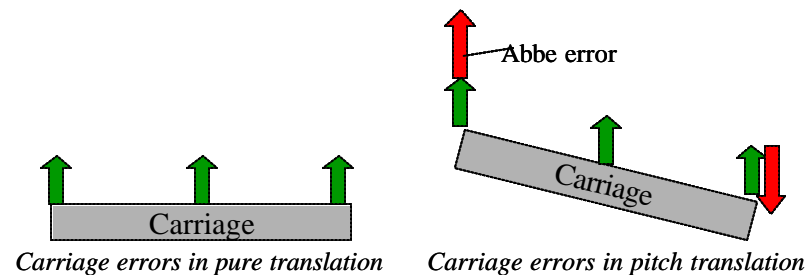 Abbe error
Carriage
Carriage
Carriage errors in pure translation
Carriage errors in pitch translation